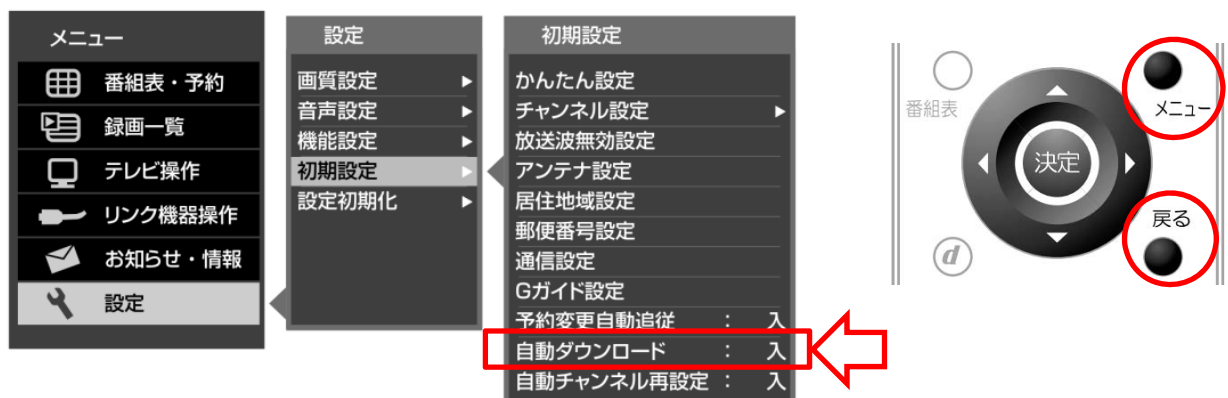 メニュー
番組表・予約
録画一覧
テレビ操作
リンク機器操作
お知らせ・情報
設定
設定
画質設定
音声設定
機能設定
初期設定
設定初期化
初期設定
かんたん設定
チャンネル設定
放送波無効設定
アンテナ設定
居住地域設定
郵便番号設定
通信設定
Gガイド設定
予約変更自動追従 : 入
自動ダウンロード : 入
自動チャンネル再設定 : 入
番組表
メニュー
決定
戻る
d